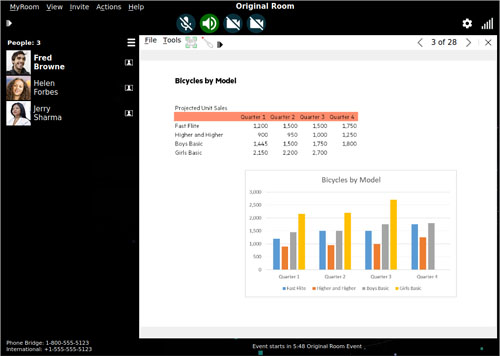 MyRoom View Invite Actions Help
Original Room
People: 3
Fred Browne
Helen Forbes
Jerry Sharma
File Tools
3 of 28
Bicycles by Model
Projected Unit Sales
Quarter 1 Quarter 2 Quarter 3 Quarter 4
Fast Flite 1,200 1,500 1,500 1,750
Higher and Higher 900 950 1,000 1,250
Boys Basic 1,445 1,500 1,750 1,800
Girls Basic 2,150 2,200 2,700
Bicycles by Model
3,000
2,500
2,000
1,500
1,000
500
0
Quarter 1 Quarter 2 Quarter 3 Quarter 4
Fast Flite Higher and Higher Boys Basic Girls Basic
Phone Bridge: 1-800-555-5123
International: +1-555-555-5123
Event starts in 5:48 Original Room Event